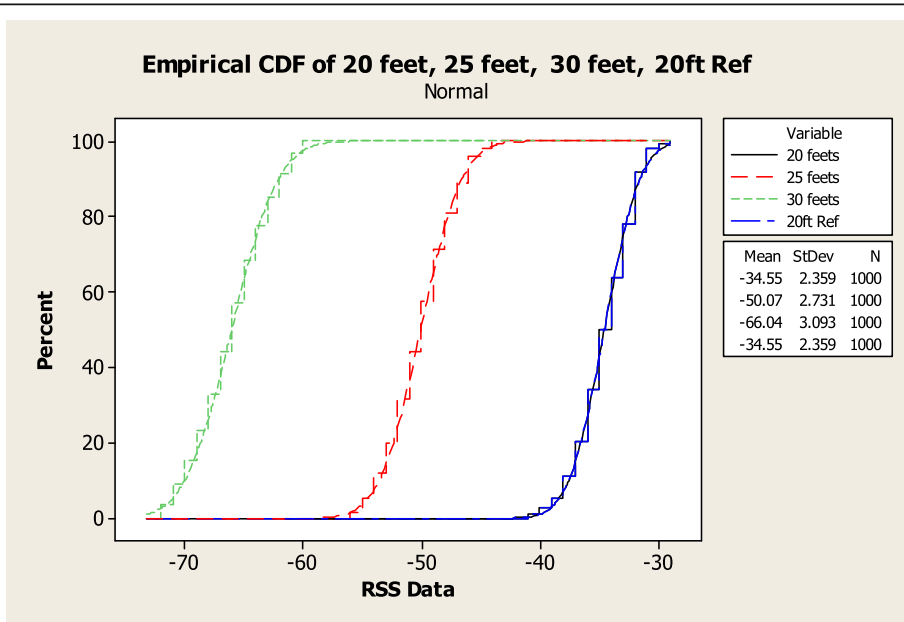 Empirical CDF of 20 feet, 25 feet, 30 feet, 20ft Ref
Normal
Percent
100
80
60
40
20
0
-70 -60 -50 -40 -30
RSS Data
Variable
20 feets
25 feets
30 feets
20ft Ref
Mean StDev N
-34.55 2.359 1000
-50.07 2.731 1000
-66.04 3.093 1000
-34.55 2.359 1000